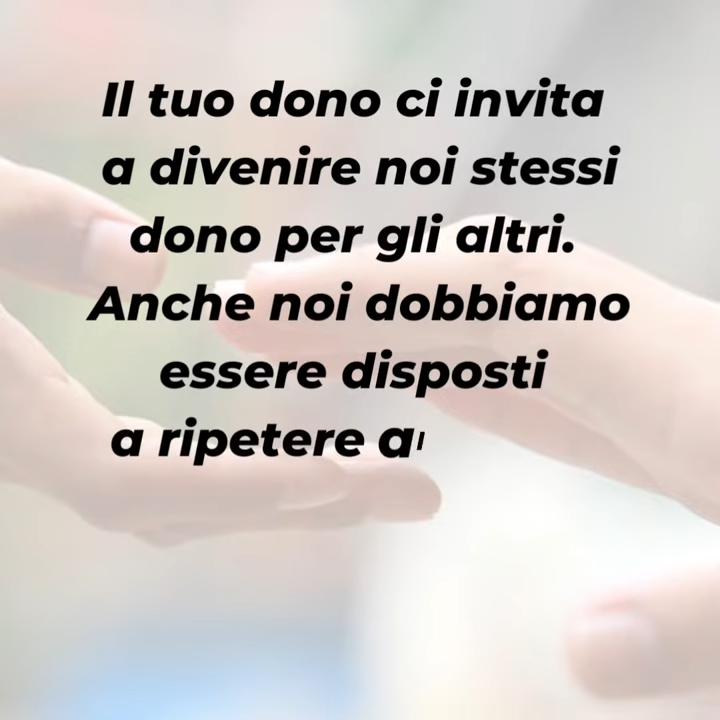 Il tuo dono ci invita
a divenire noi stessi
dono per gli altri.
Anche noi dobbiamo
essere disposti
a ripetere